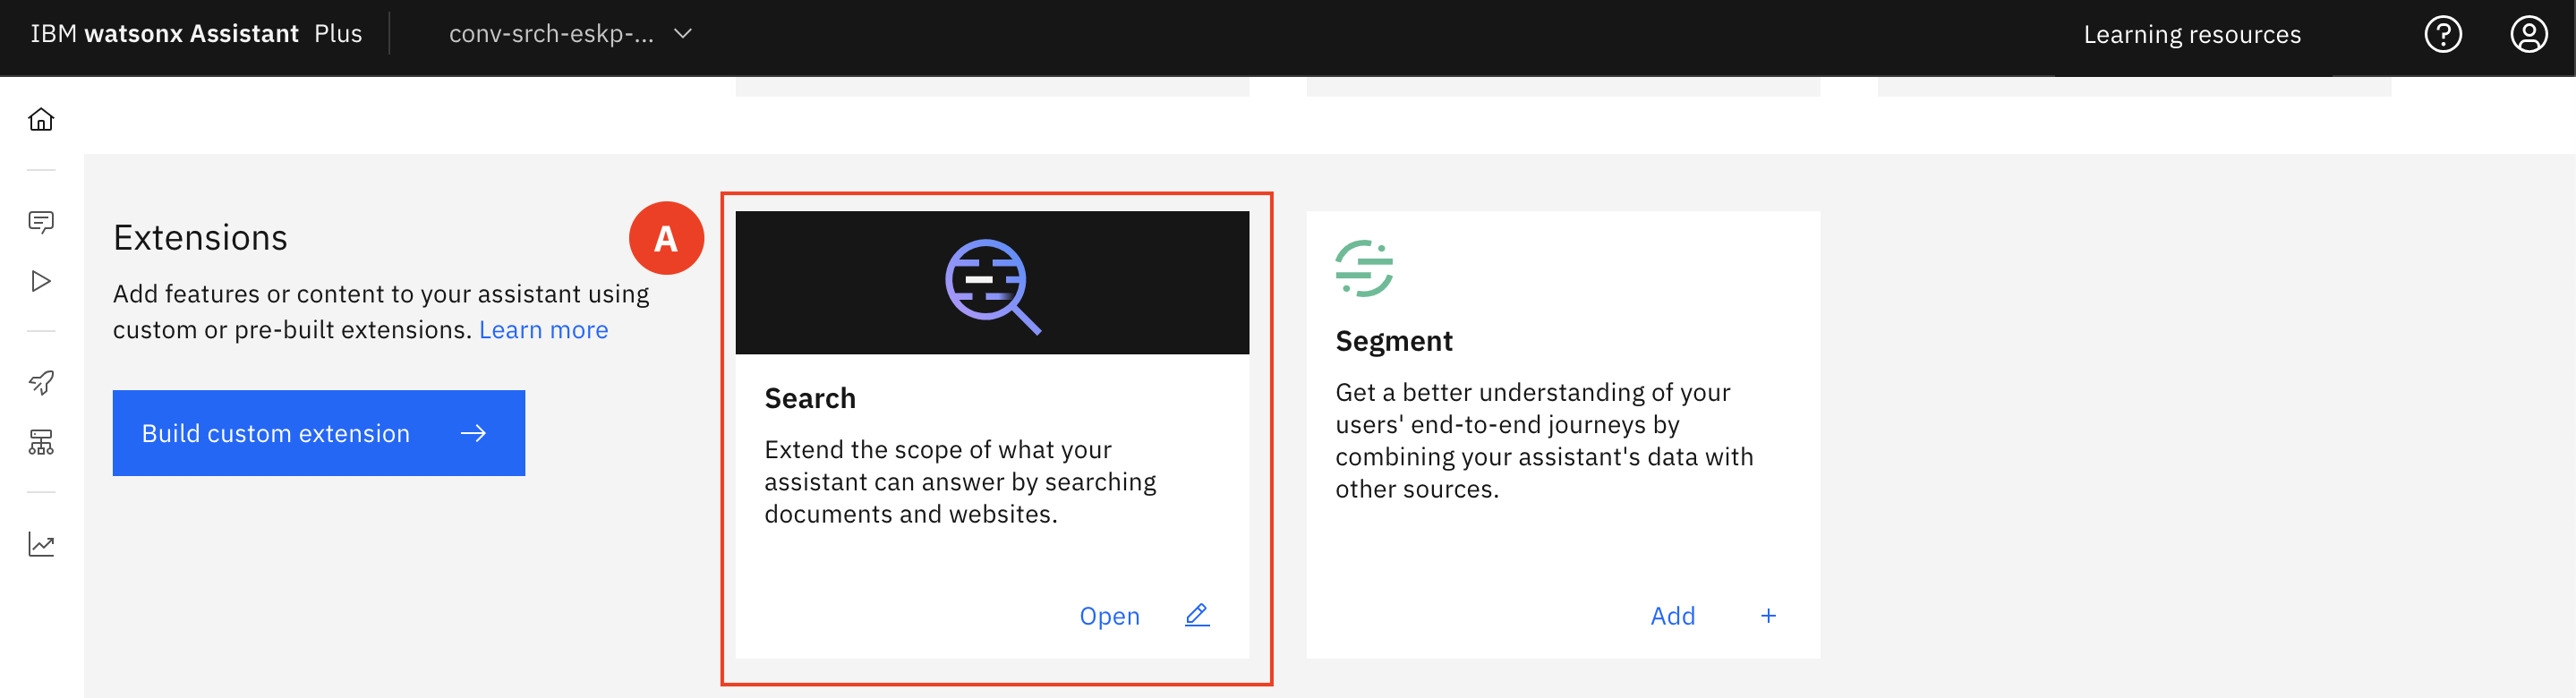 IBM watsonx Assistant Plus
conv-srch-eskp-...
Learning resources
?
Extensions
Add features or content to your assistant using
custom or pre-built extensions. Learn more
Build custom extension
A
Search
Extend the scope of what your
assistant can answer by searching
documents and websites.
Open
Segment
Get a better understanding of your
users' end-to-end journeys by
combining your assistant's data with
other sources.
Add +